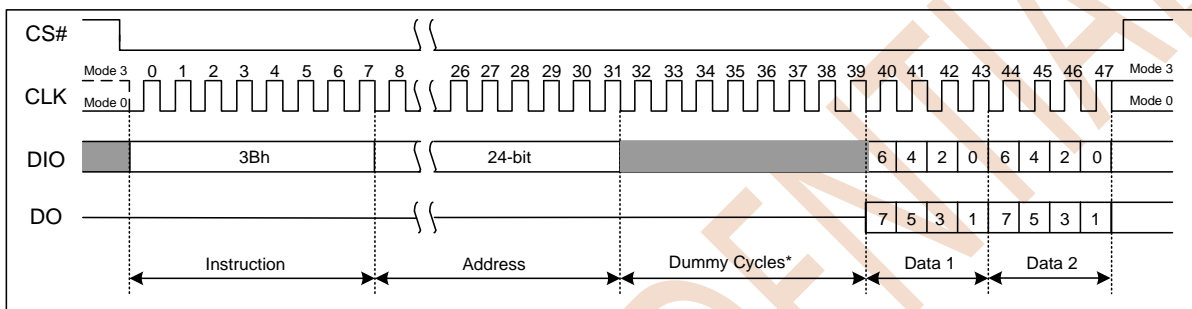 CS#
Mode 3 0 1 2 3 4 5 6 7 8 26 27 28 29 30 31 32 33 34 35 36 37 38 39 40 41 42 43 44 45 46 47 Mode 3
CLK
Mode 0 Mode 0
DIO 3Bh 24-bit 6 4 2 0 6 4 2 0
DO 7 5 3 1 7 5 3 1
Instruction Address Dummy Cycles* Data 1 Data 2